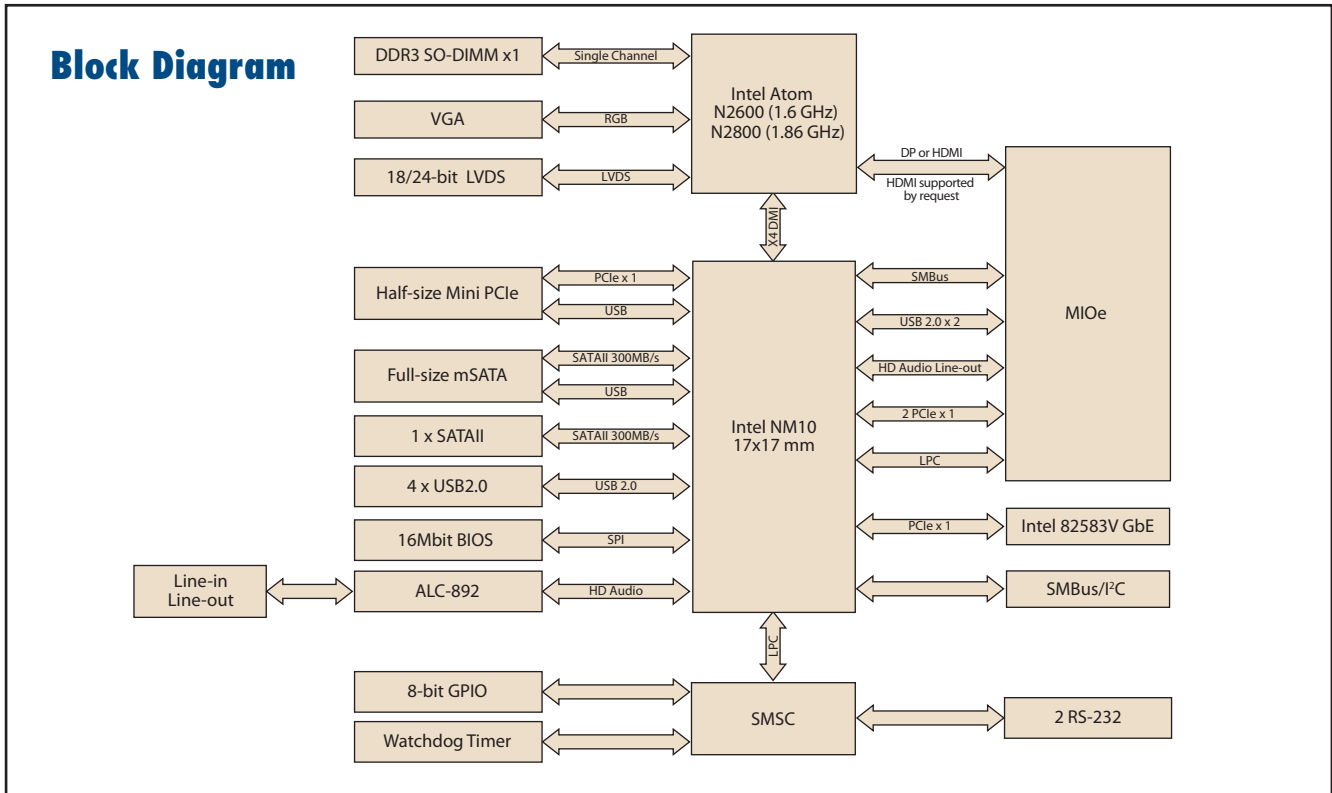 Block Diagram
DDR3 SO-DIMM x1
Single Channel
VGA
RGB
18/24-bit LVDS
LVDS
Intel Atom
N2600 (1.6 GHz)
N2800 (1.86 GHz)
DP or HDMI
HDMI supported
by request
X4 DMI
Half-size Mini PCIe
PCIe x 1
USB
Full-size mSATA
SATAII 300MB/s
USB
1 x SATAII
SATAII 300MB/s
4 x USB2.0
USB 2.0
16Mbit BIOS
SPI
Line-in
Line-out
ALC-892
HD Audio
Intel NM10
17x17 mm
SMBus
USB 2.0 x 2
HD Audio Line-out
2 PCIe x 1
LPC
MIOe
PCIe x 1
Intel 82583V GbE
SMBus/I²C
LPC
8-bit GPIO
Watchdog Timer
SMSC
2 RS-232